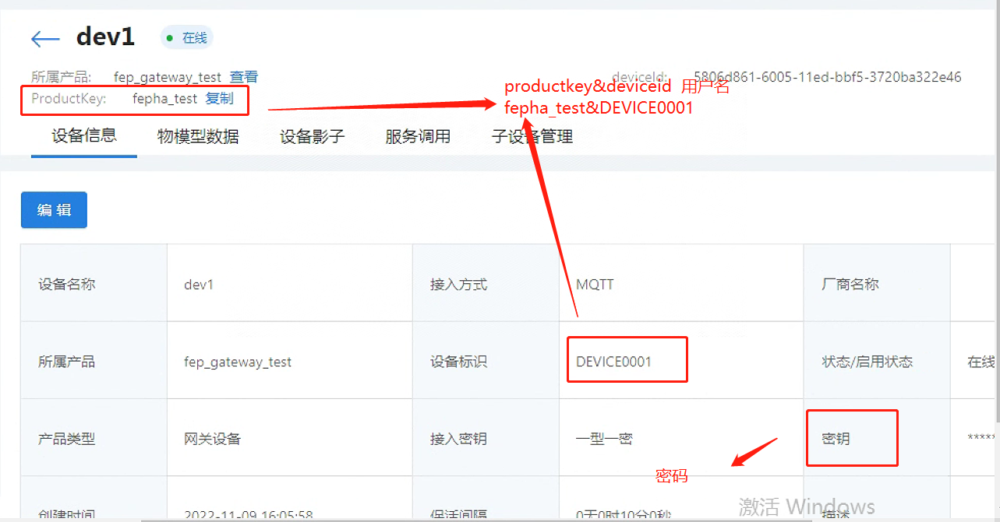 dev1 在线
所属产品: fep_gateway_test 查看
deviceId: 5806d861-6005-11ed-bbf5-3720ba322e46
ProductKey: fepha_test 复制
productkey&deviceid 用户名
fepha_test&DEVICE0001
设备信息 物模型数据 设备影子 服务调用 子设备管理
编 辑
设备名称 dev1 接入方式 MQTT 厂商名称
所属产品 fep_gateway_test 设备标识 DEVICE0001 状态/启用状态 在线
产品类型 网关设备 接入密钥 一型一密 密钥 *****
密码
创建时间 2022-11-09 16:05:58 保活间隔 0天0时10分0秒 描述
激活 Windows